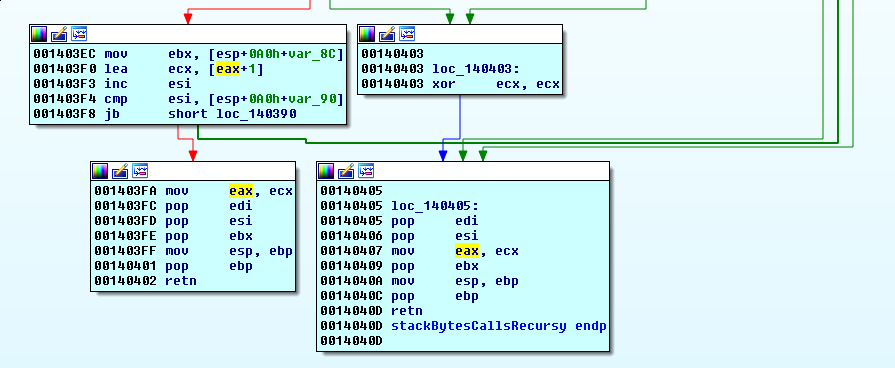 001403EC mov ebx, [esp+0A0h+var_8C]
001403F0 lea ecx, [eax+1]
001403F3 inc esi
001403F4 cmp esi, [esp+0A0h+var_90]
001403F8 jb short loc_140390
00140403
00140403 loc_140403:
00140403 xor ecx, ecx
001403FA mov eax, ecx
001403FC pop edi
001403FD pop esi
001403FE pop ebx
001403FF mov esp, ebp
00140401 pop ebp
00140402 retn
00140405
00140405 loc_140405:
00140405 pop edi
00140406 pop esi
00140407 mov eax, ecx
00140409 pop ebx
0014040A mov esp, ebp
0014040C pop ebp
0014040D retn
0014040D stackBytesCallsRecursy endp
0014040D